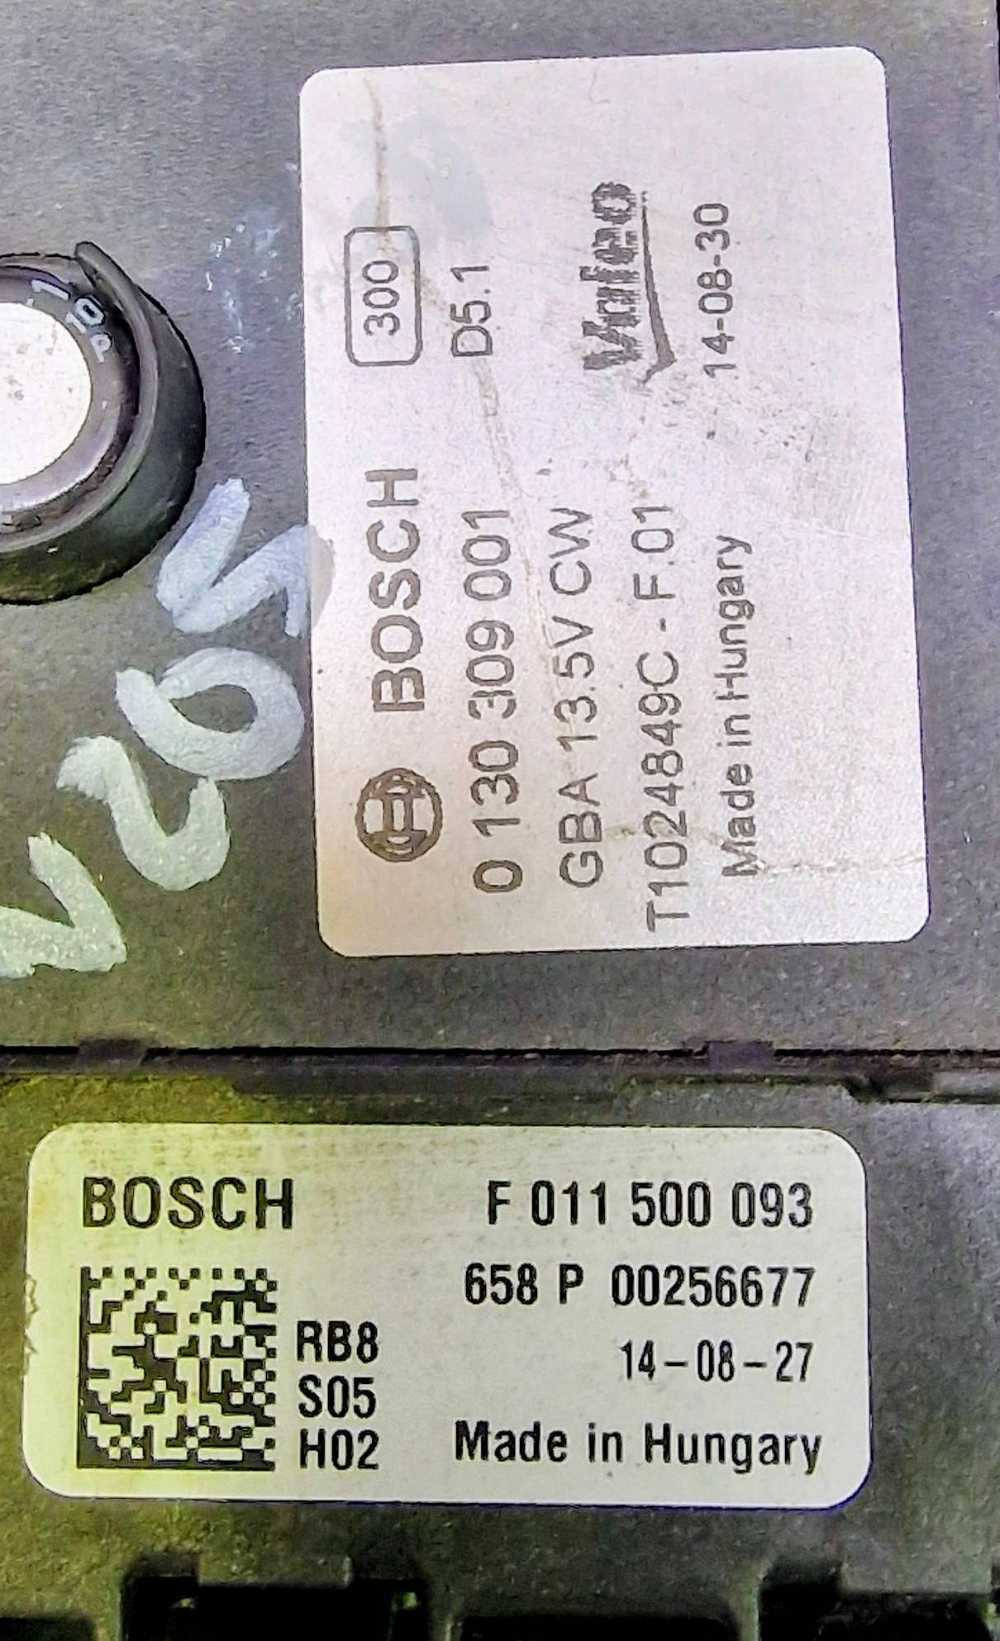 BOSCH 300
0 130 309 001 D5.1
GBA 13.5V CW
Valeo
T1024849C - F.01
Made in Hungary 14-08-30
BOSCH F 011 500 093
658 P 00256677
RB8
14-08-27
S05
H02
Made in Hungary